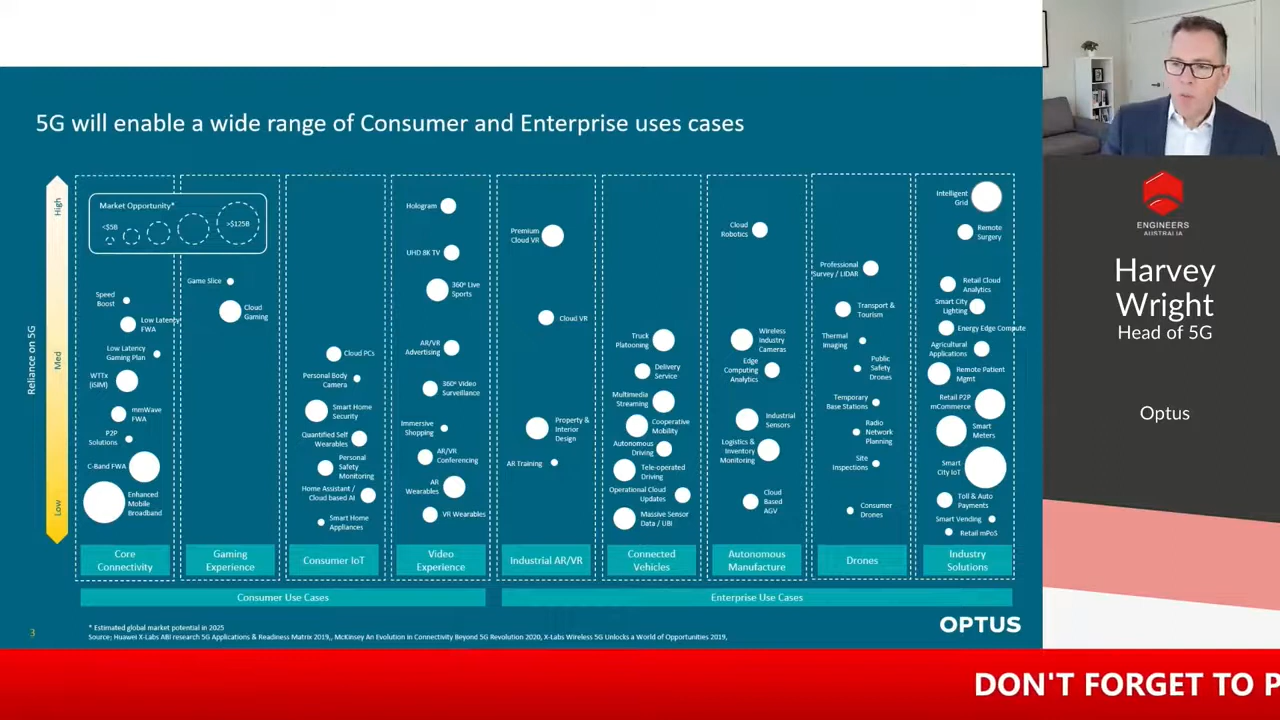 5G will enable a wide range of Consumer and Enterprise uses cases
High
Med
Low
Reliance on 5G
Market Opportunity*
<$5B
>$125B
Speed
Boost
Low Latency
FWA
Low Latency
Gaming Plan
WTTx
(iSIM)
mmWave
FWA
P2P
Solutions
C-Band FWA
Enhanced
Mobile
Broadband
Core
Connectivity
Game Slice
Cloud
Gaming
Gaming
Experience
Cloud PCs
Personal Body
Camera
Smart Home
Security
Quantified Self
Wearables
Personal
Safety
Monitoring
Home Assistant /
Cloud based AI
Smart Home
Appliances
Consumer IoT
Hologram
UHD 8K TV
360° Live
Sports
AR/VR
Advertising
360° Video
Surveillance
Immersive
Shopping
AR/VR
Conferencing
AR
Wearables
VR Wearables
Video
Experience
Premium
Cloud VR
Cloud VR
Property &
Interior
Design
AR Training
Industrial AR/VR
Truck
Platooning
Delivery
Service
Multimedia
Streaming
Cooperative
Mobility
Autonomous
Driving
Tele-operated
Driving
Operational Cloud
Updates
Massive Sensor
Data / UBI
Connected
Vehicles
Cloud
Robotics
Wireless
Industry
Cameras
Edge
Computing
Analytics
Industrial
Sensors
Logistics &
Inventory
Monitoring
Cloud
Based
AGV
Autonomous
Manufacture
Professional
Survey / LIDAR
Transport &
Tourism
Thermal
Imaging
Public
Safety
Drones
Temporary
Base Stations
Radio
Network
Planning
Site
Inspections
Consumer
Drones
Drones
Intelligent
Grid
Remote
Surgery
Retail Cloud
Analytics
Smart City
Lighting
Energy Edge Compute
Agricultural
Applications
Remote Patient
Mgmt
Retail P2P
mCommerce
Smart
Meters
Smart
City IoT
Toll & Auto
Payments
Smart Vending
Retail mPoS
Industry
Solutions
Consumer Use Cases
Enterprise Use Cases
* Estimated global market potential in 2025
Source; Huawei X-Labs ABI research 5G Applications & Readiness Matrix 2019,, McKinsey An Evolution in Connectivity Beyond 5G Revolution 2020, X-Labs Wireless 5G Unlocks a World of Opportunities 2019,
3
OPTUS
ENGINEERS
AUSTRALIA
Harvey
Wright
Head of 5G
Optus
DON'T FORGET TO P